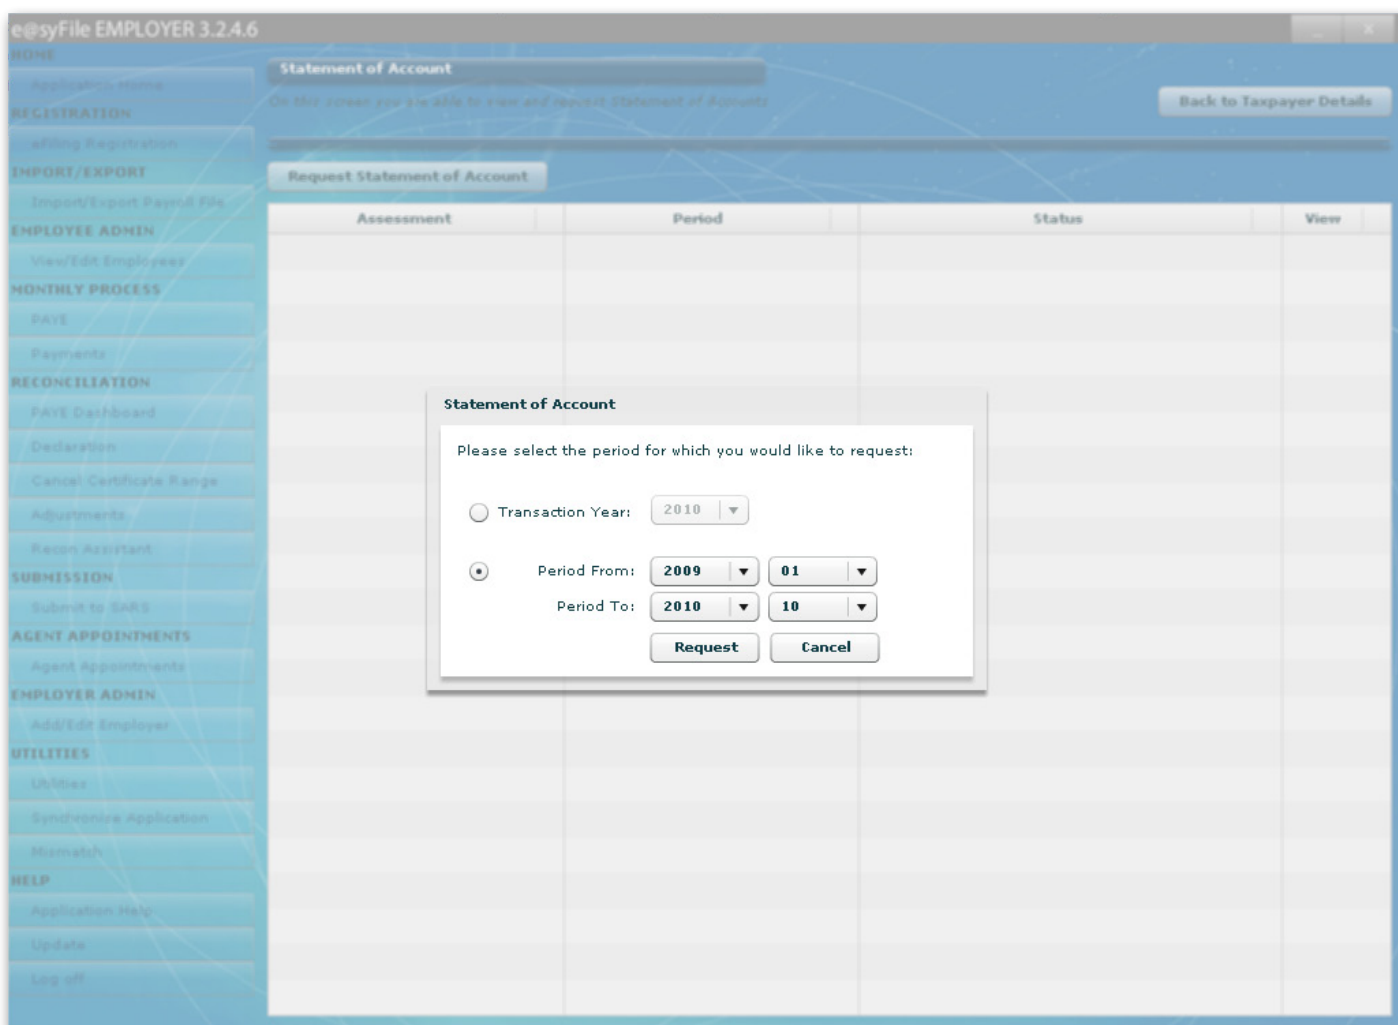 e@syFile EMPLOYER 3.2.4.6
HOME
Application Home
REGISTRATION
eFiling Registration
IMPORT/EXPORT
Import/Export Payroll File
EMPLOYEE ADMIN
View/Edit Employees
MONTHLY PROCESS
PAYE
Payments
RECONCILIATION
PAYE Dashboard
Declaration
Cancel Certificate Range
Adjustments
Recon Assistant
SUBMISSION
Submit to SARS
AGENT APPOINTMENTS
Agent Appointments
EMPLOYER ADMIN
Add/Edit Employer
UTILITIES
Utilities
Synchronise Application
Mismatch
HELP
Application Help
Update
Log off
Statement of Account
On this screen you are able to view and request Statement of Accounts
Back to Taxpayer Details
Request Statement of Account
Assessment Period Status View
Statement of Account
Please select the period for which you would like to request:
Transaction Year: 2010
Period From: 2009 01
Period To: 2010 10
Request Cancel